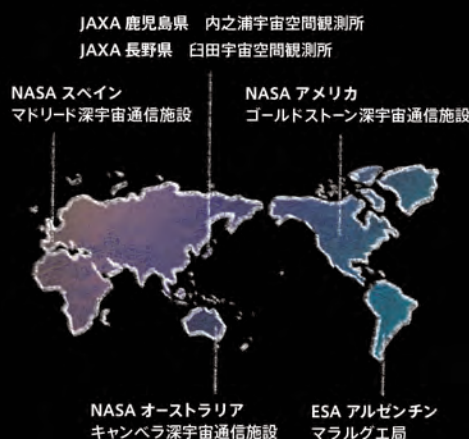 JAXA 鹿児島県　内之浦宇宙空間観測所
JAXA 長野県　臼田宇宙空間観測所
NASA スペイン
マドリード深宇宙通信施設
NASA アメリカ
ゴールドストーン深宇宙通信施設
NASA オーストラリア
キャンベラ深宇宙通信施設
ESA アルゼンチン
マラルグエ局